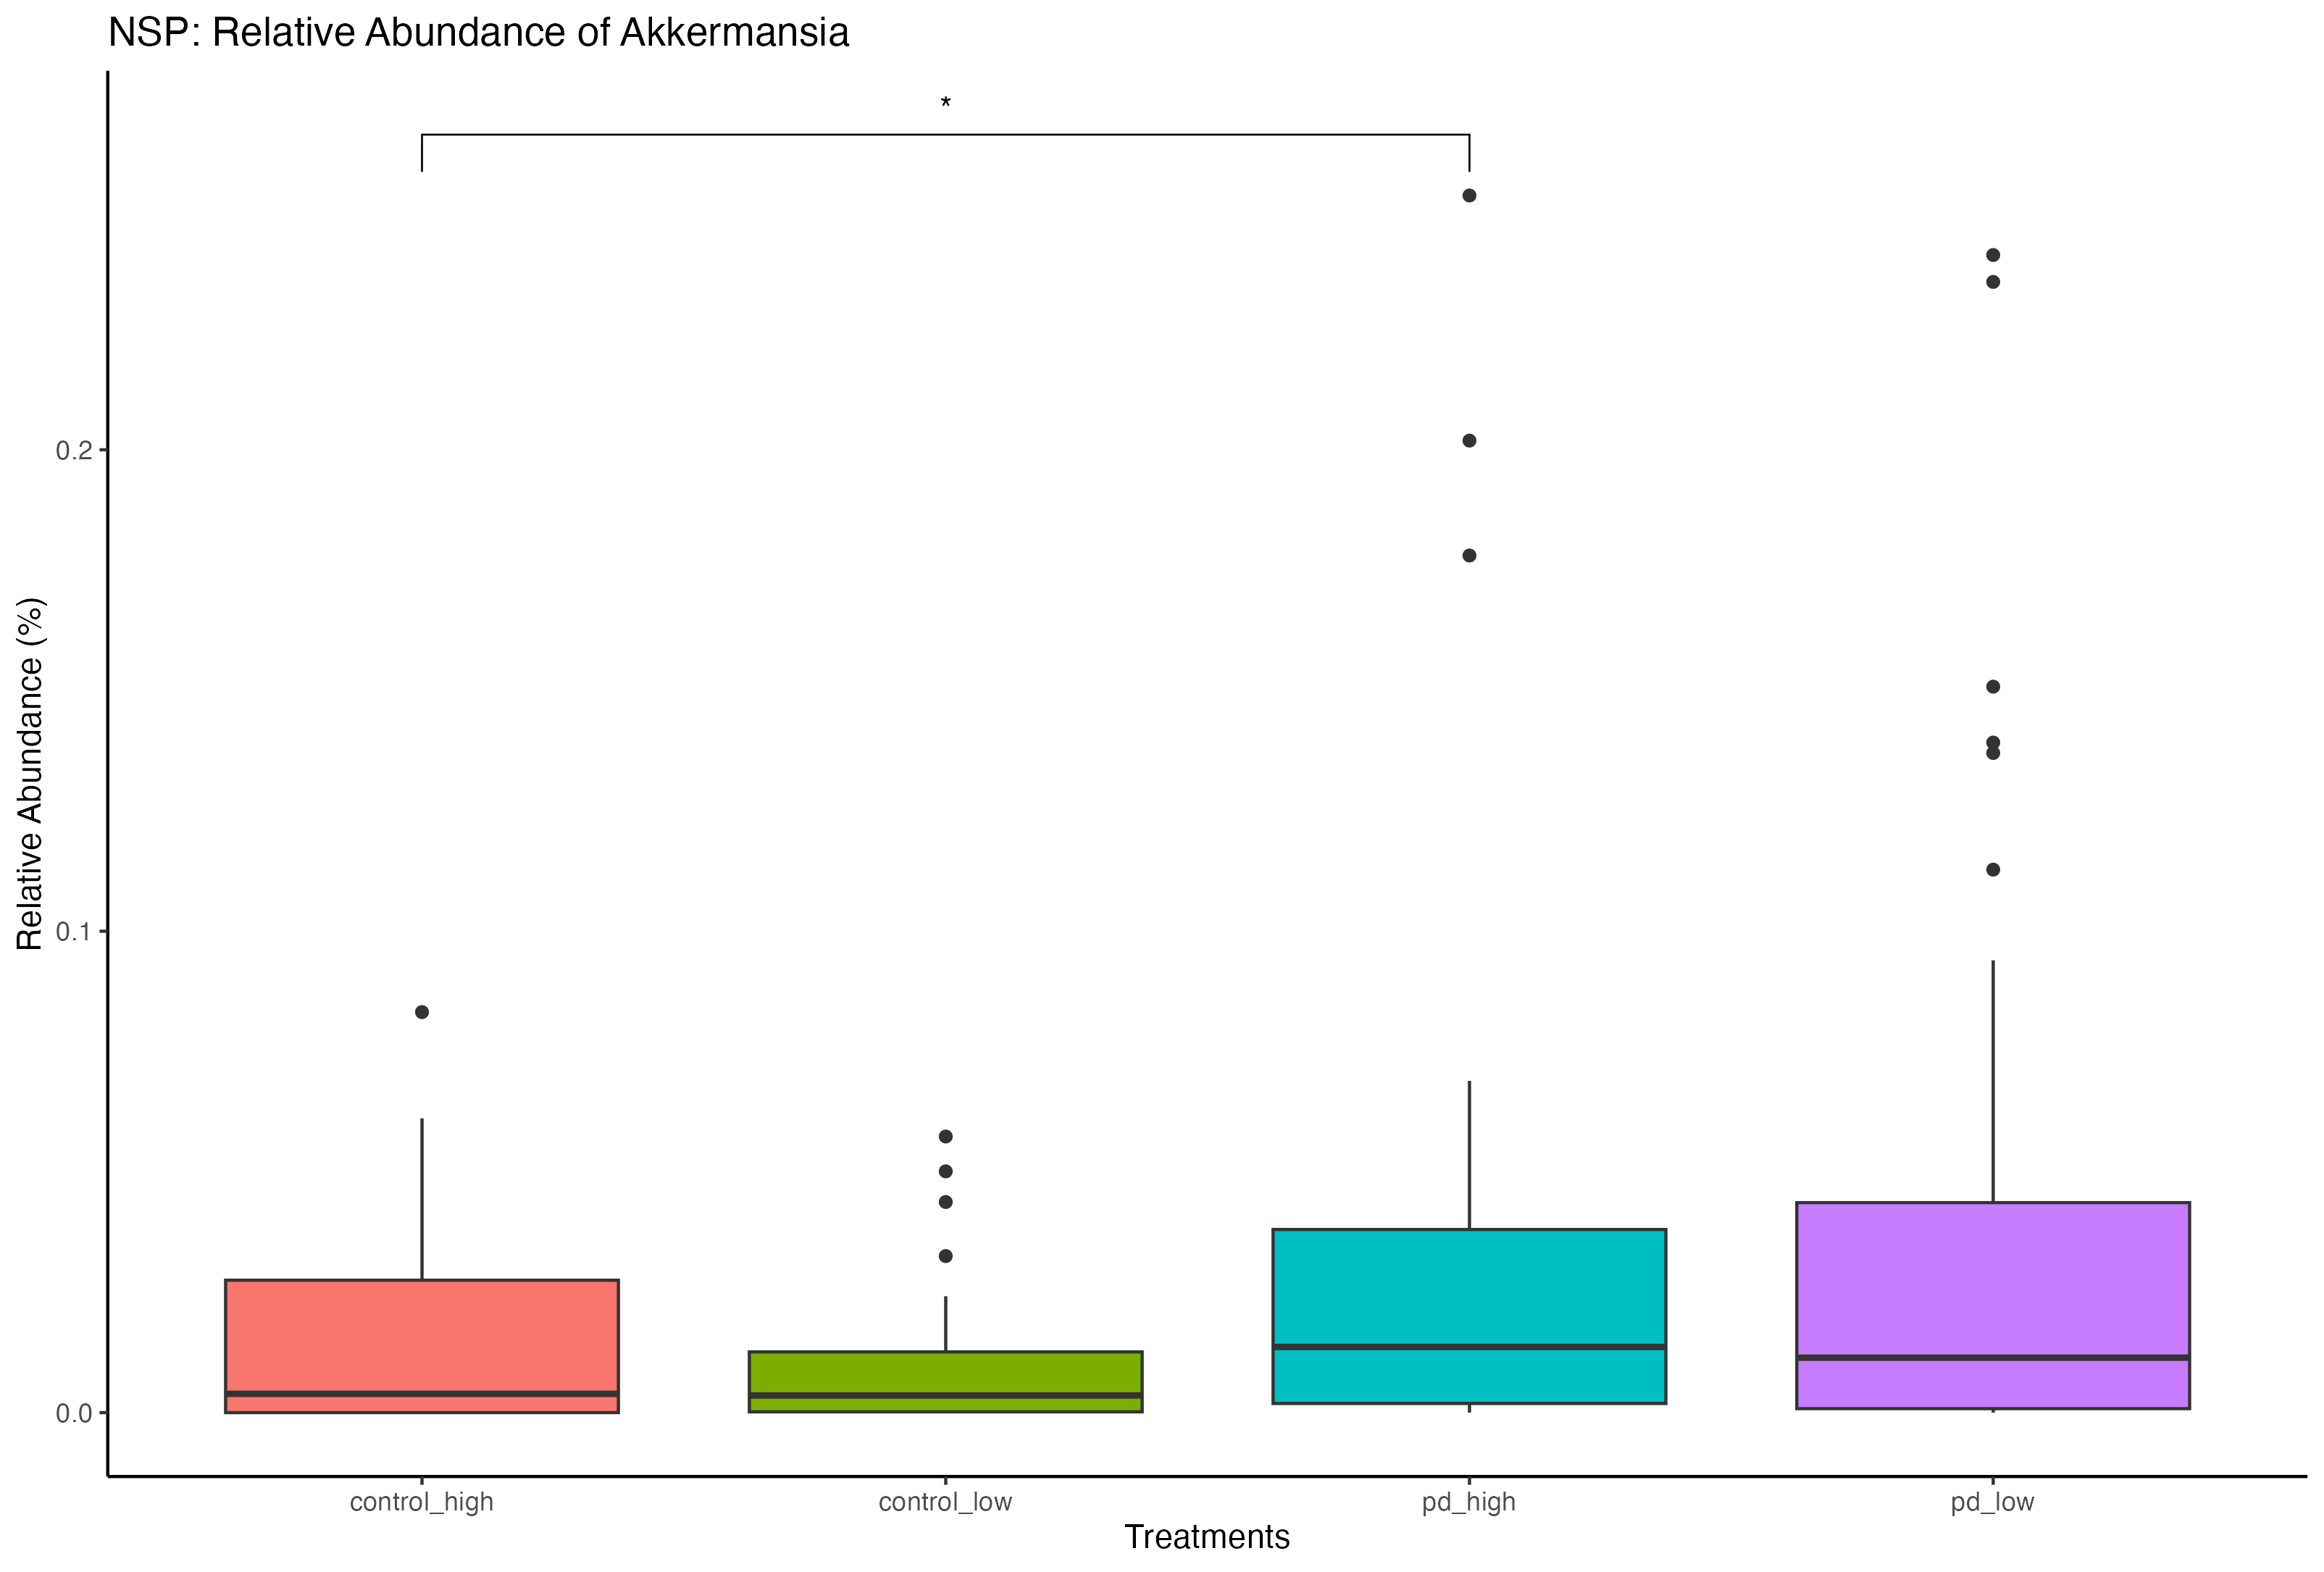 NSP: Relative Abundance of Akkermansia
*
Relative Abundance (%)
0.2
0.1
0.0
control_high control_low pd_high pd_low
Treatments